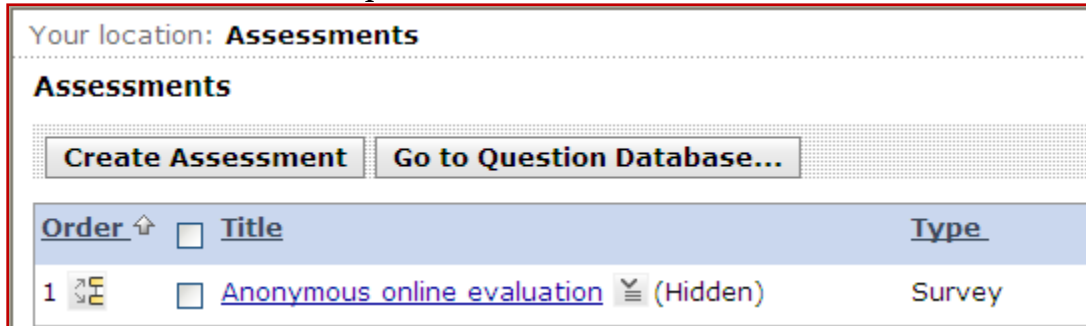 Your location: Assessments
Assessments
Create Assessment Go to Question Database...
Order Title Type
1 Anonymous online evaluation (Hidden) Survey